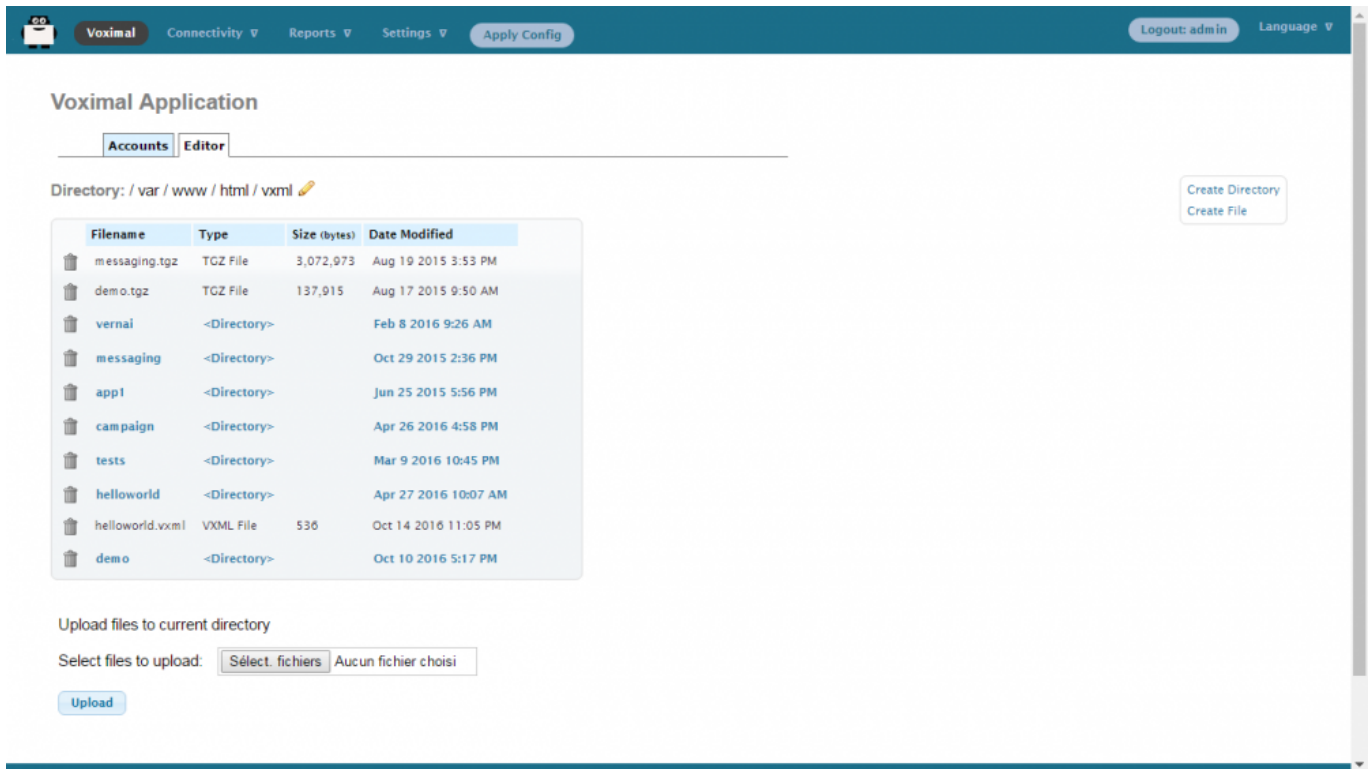 Voximal Connectivity ∇ Reports ∇ Settings ∇ Apply Config Logout: admin Language ∇
Voximal Application
Accounts Editor
Directory: / var / www / html / vxml
Create Directory
Create File
Filename Type Size (bytes) Date Modified
messaging.tgz TGZ File 3,072,973 Aug 19 2015 3:53 PM
demo.tgz TGZ File 137,915 Aug 17 2015 9:50 AM
vernai <Directory> Feb 8 2016 9:26 AM
messaging <Directory> Oct 29 2015 2:36 PM
app1 <Directory> Jun 25 2015 5:56 PM
campaign <Directory> Apr 26 2016 4:58 PM
tests <Directory> Mar 9 2016 10:45 PM
helloworld <Directory> Apr 27 2016 10:07 AM
helloworld.vxml VXML File 536 Oct 14 2016 11:05 PM
demo <Directory> Oct 10 2016 5:17 PM
Upload files to current directory
Select files to upload: Sélect. fichiers Aucun fichier choisi
Upload